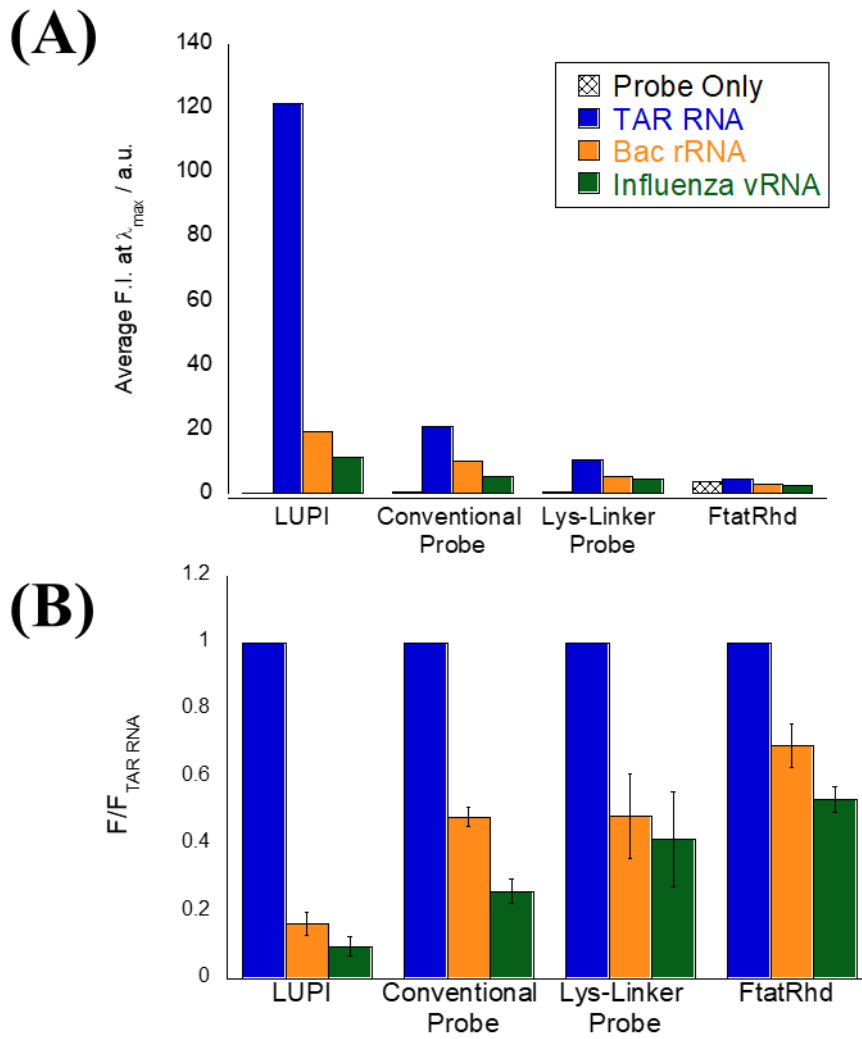 (A)
140
120
100
80
60
40
20
0
Average F.I. at λmax / a.u.
Probe Only
TAR RNA
Bac rRNA
Influenza vRNA
LUPI
Conventional
Probe
Lys-Linker
Probe
FtatRhd
(B)
1.2
1
0.8
0.6
0.4
0.2
0
F/FTAR RNA
LUPI
Conventional
Probe
Lys-Linker
Probe
FtatRhd